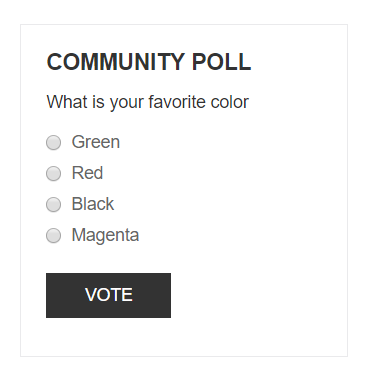 COMMUNITY POLL
What is your favorite color
Green
Red
Black
Magenta
VOTE